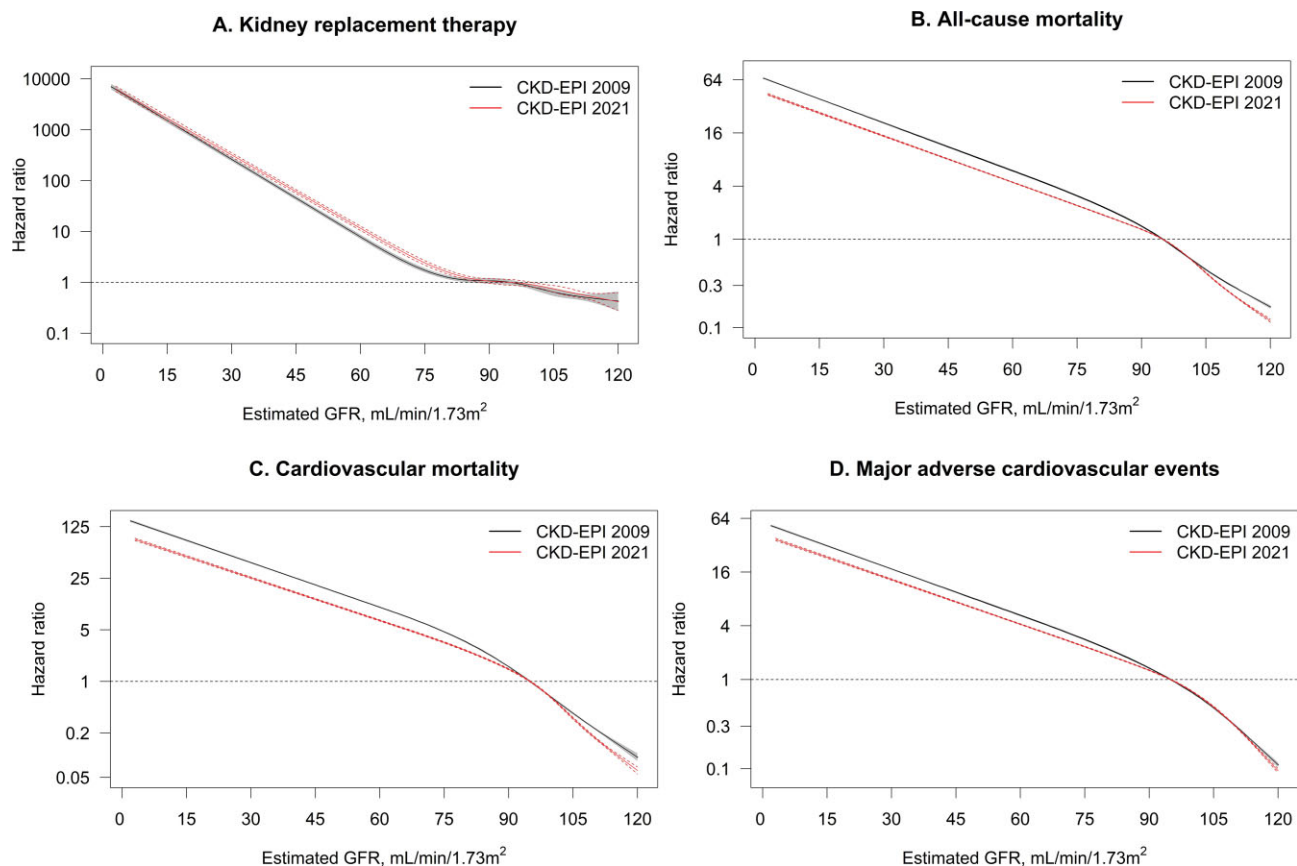 A. Kidney replacement therapy
Hazard ratio
10000
1000
100
10
1
0.1
CKD-EPI 2009
CKD-EPI 2021
0 15 30 45 60 75 90 105 120
Estimated GFR, mL/min/1.73m²
B. All-cause mortality
Hazard ratio
64
16
4
1
0.3
0.1
CKD-EPI 2009
CKD-EPI 2021
0 15 30 45 60 75 90 105 120
Estimated GFR, mL/min/1.73m²
C. Cardiovascular mortality
Hazard ratio
125
25
5
1
0.2
0.05
CKD-EPI 2009
CKD-EPI 2021
0 15 30 45 60 75 90 105 120
Estimated GFR, mL/min/1.73m²
D. Major adverse cardiovascular events
Hazard ratio
64
16
4
1
0.3
0.1
CKD-EPI 2009
CKD-EPI 2021
0 15 30 45 60 75 90 105 120
Estimated GFR, mL/min/1.73m²